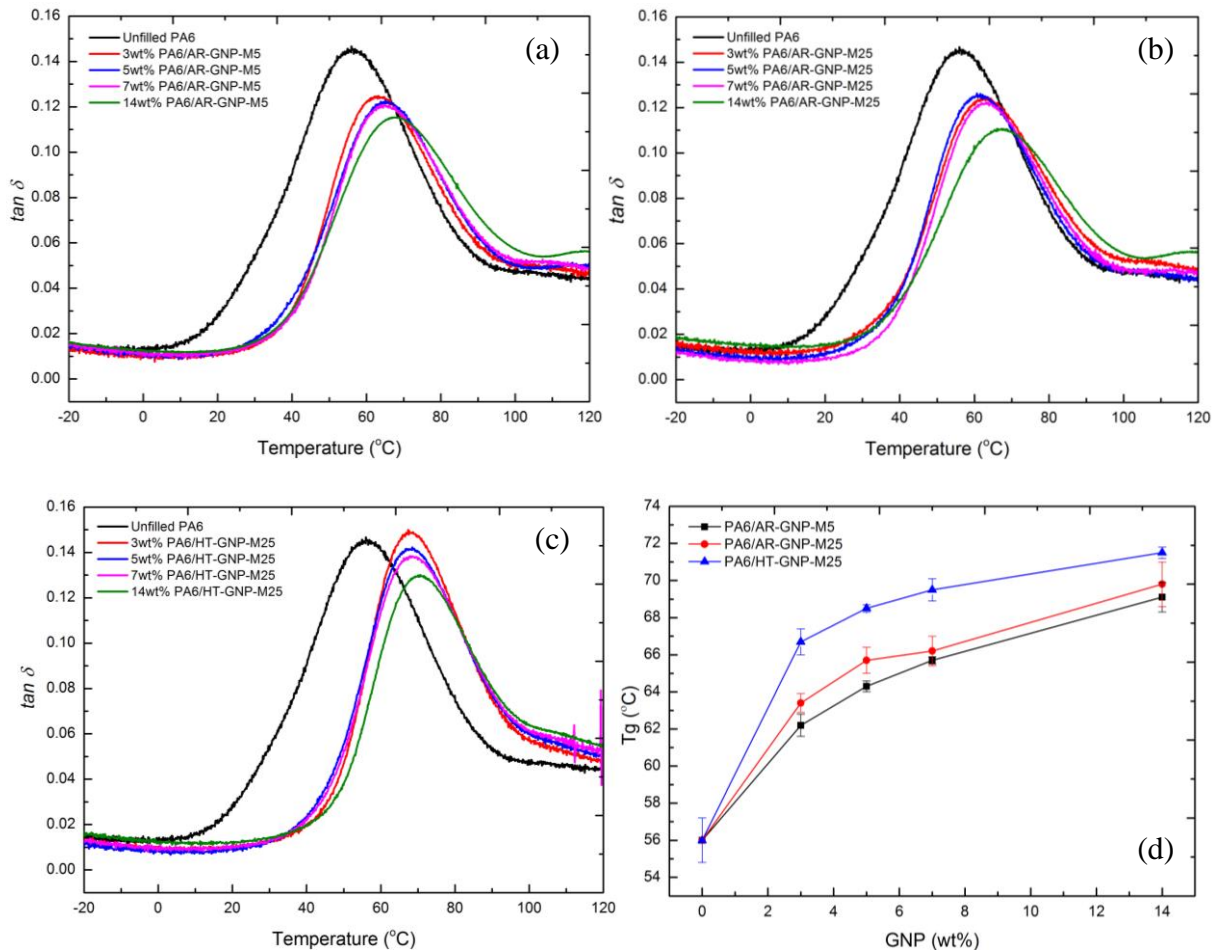 0.16
0.14
0.12
0.10
0.08
0.06
0.04
0.02
0.00
tan δ
Unfilled PA6
3wt% PA6/AR-GNP-M5
5wt% PA6/AR-GNP-M5
7wt% PA6/AR-GNP-M5
14wt% PA6/AR-GNP-M5
(a)
-20 0 20 40 60 80 100 120
Temperature (°C)
0.16
0.14
0.12
0.10
0.08
0.06
0.04
0.02
0.00
tan δ
Unfilled PA6
3wt% PA6/AR-GNP-M25
5wt% PA6/AR-GNP-M25
7wt% PA6/AR-GNP-M25
14wt% PA6/AR-GNP-M25
(b)
-20 0 20 40 60 80 100 120
Temperature (°C)
0.16
0.14
0.12
0.10
0.08
0.06
0.04
0.02
0.00
tan δ
Unfilled PA6
3wt% PA6/HT-GNP-M25
5wt% PA6/HT-GNP-M25
7wt% PA6/HT-GNP-M25
14wt% PA6/HT-GNP-M25
(c)
-20 0 20 40 60 80 100 120
Temperature (°C)
74
72
70
68
66
64
62
60
58
56
54
Tg (°C)
PA6/AR-GNP-M5
PA6/AR-GNP-M25
PA6/HT-GNP-M25
(d)
0 2 4 6 8 10 12 14
GNP (wt%)